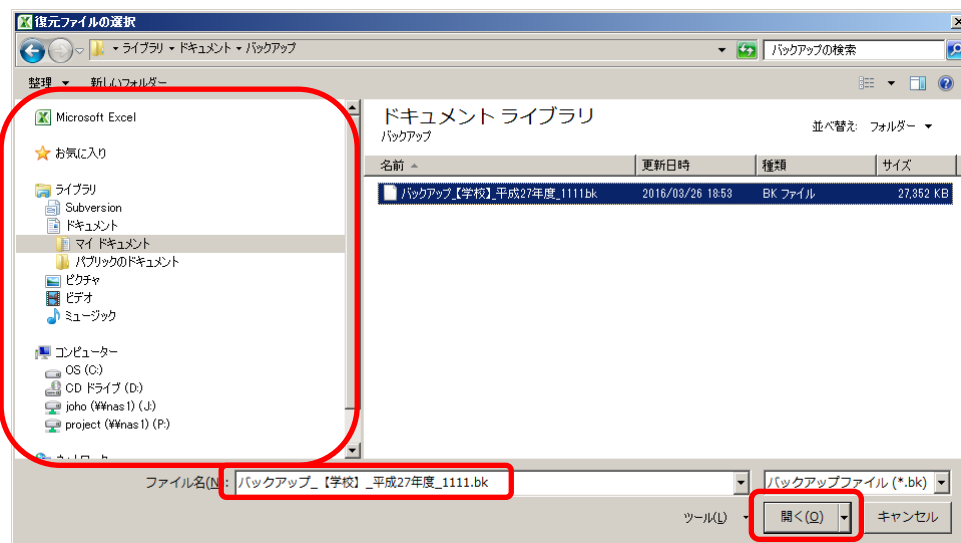 復元ファイルの選択
ライブラリ ▾ ドキュメント ▾ バックアップ
バックアップの検索
整理 ▼ 新しいフォルダー
Microsoft Excel
お気に入り
ライブラリ
Subversion
ドキュメント
マイ ドキュメント
パブリックのドキュメント
ピクチャ
ビデオ
ミュージック
コンピューター
OS (C:)
CD ドライブ (D:)
joho (¥¥nas1) (J:)
project (¥¥nas1) (P:)
ドキュメント ライブラリ
バックアップ
並べ替え: フォルダー ▼
名前 更新日時 種類 サイズ
バックアップ_【学校】_平成27年度_1111.bk 2016/03/26 18:53 BK ファイル 27,352 KB
ファイル名(N): バックアップ_【学校】_平成27年度_1111.bk
バックアップファイル (*.bk)
ツール(L) 開く(O) キャンセル